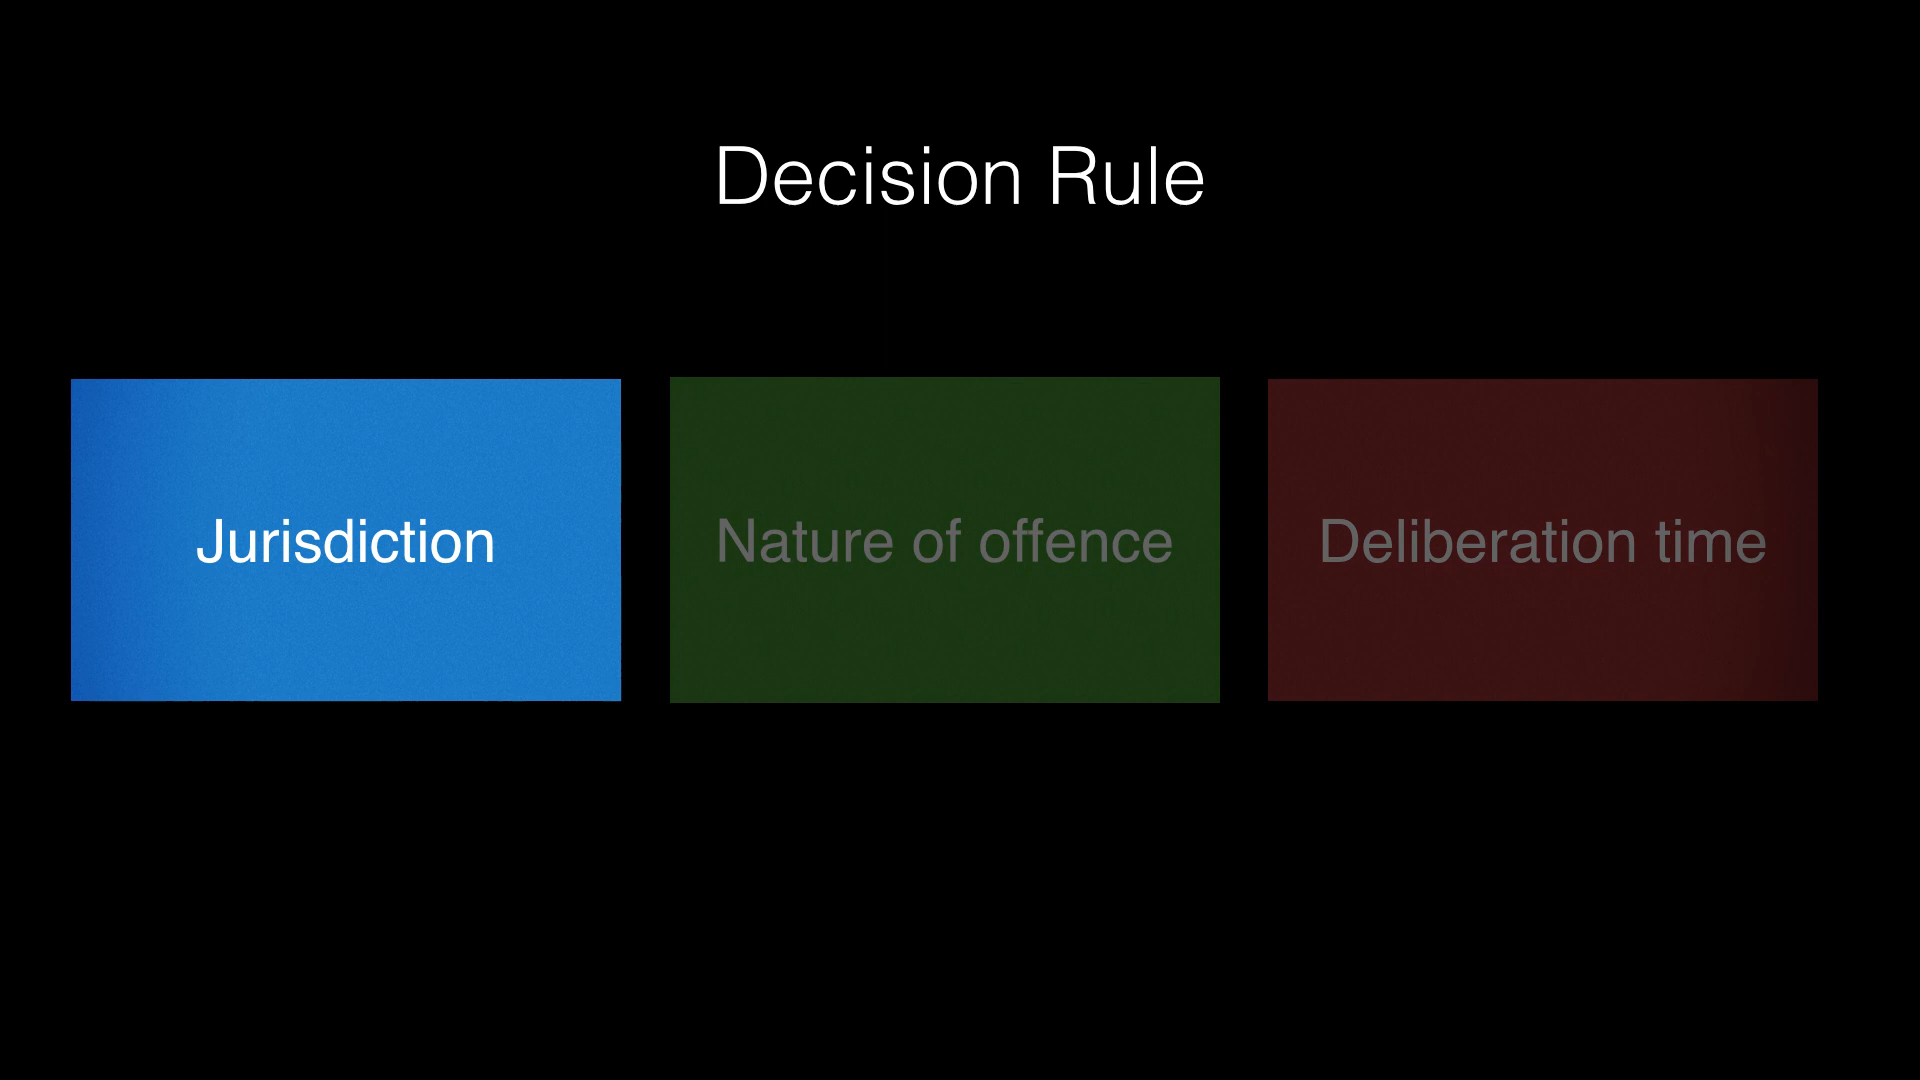 Decision Rule
Jurisdiction
Nature of offence
Deliberation time